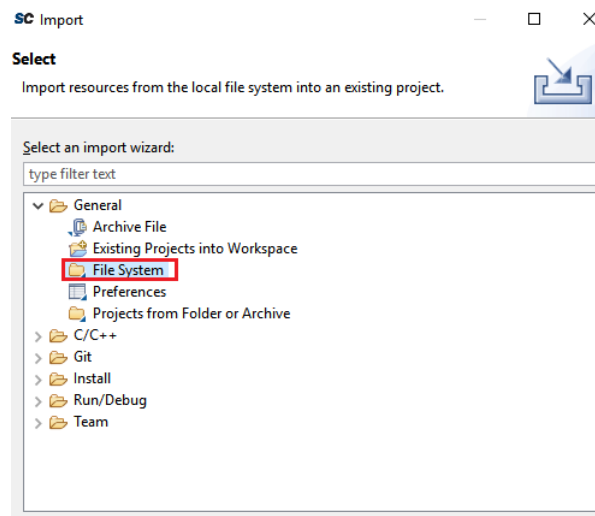 SC Import
Select
Import resources from the local file system into an existing project.
Select an import wizard:
type filter text
General
Archive File
Existing Projects into Workspace
File System
Preferences
Projects from Folder or Archive
C/C++
Git
Install
Run/Debug
Team